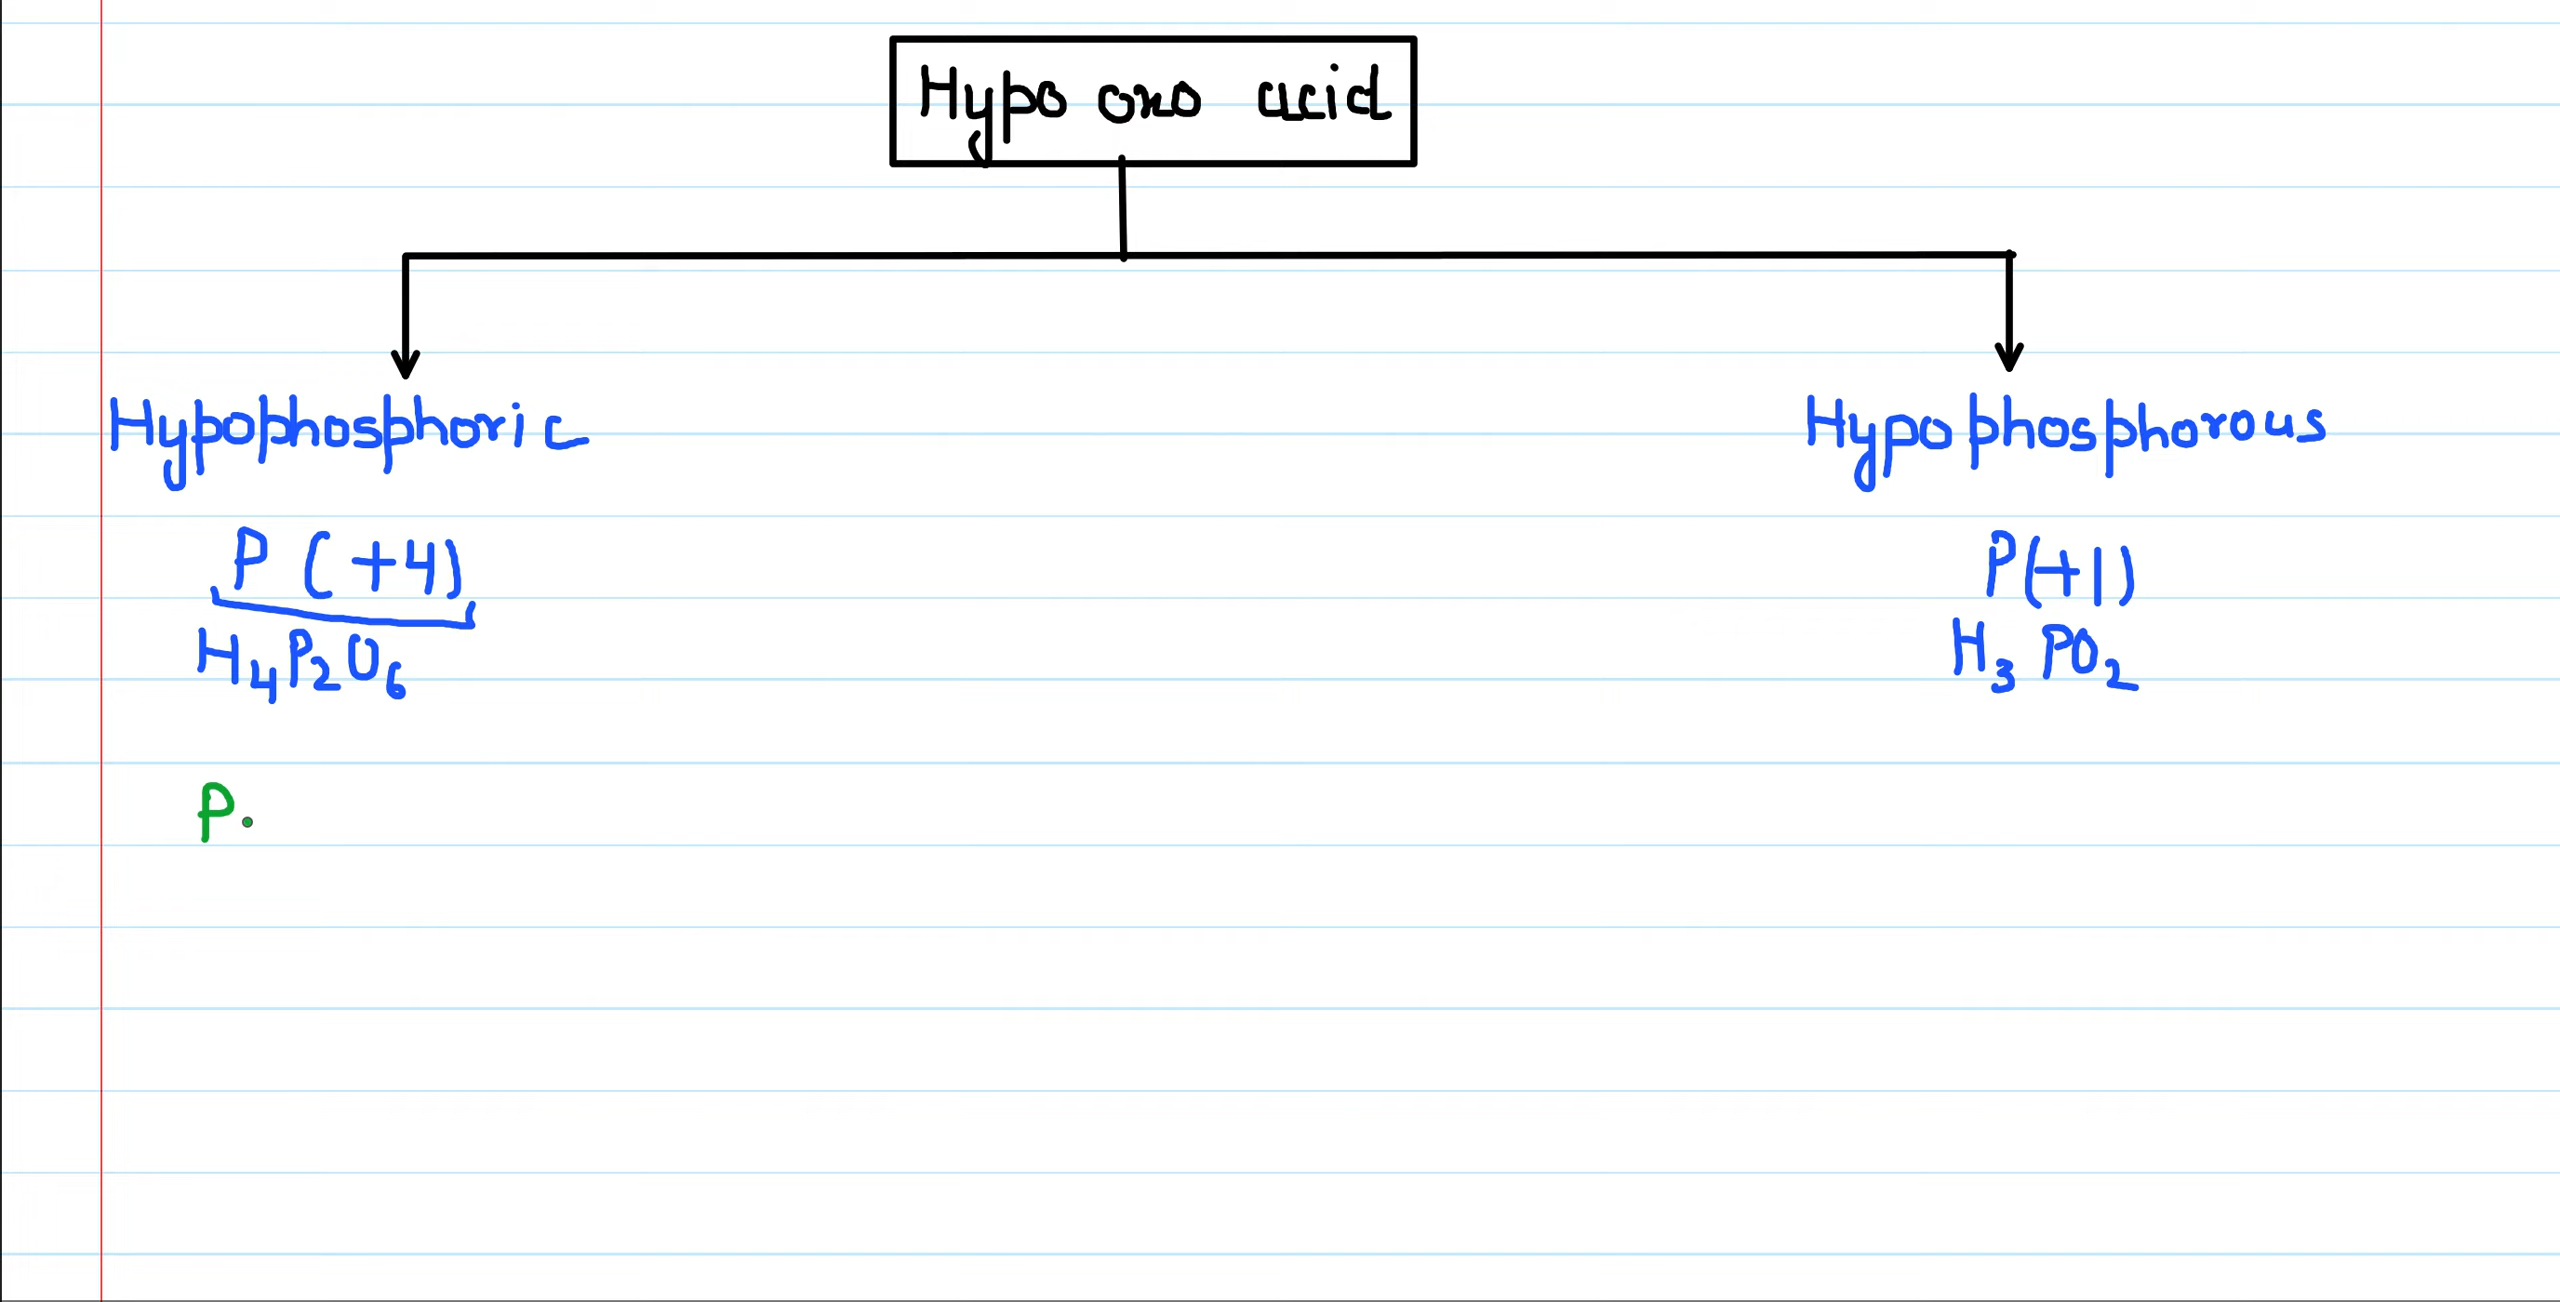 Hypo oxo acid
Hypophosphoric
Hypophosphorous
P (+4)
P(+1)
H₄P₂O₆
H₃PO₂
P